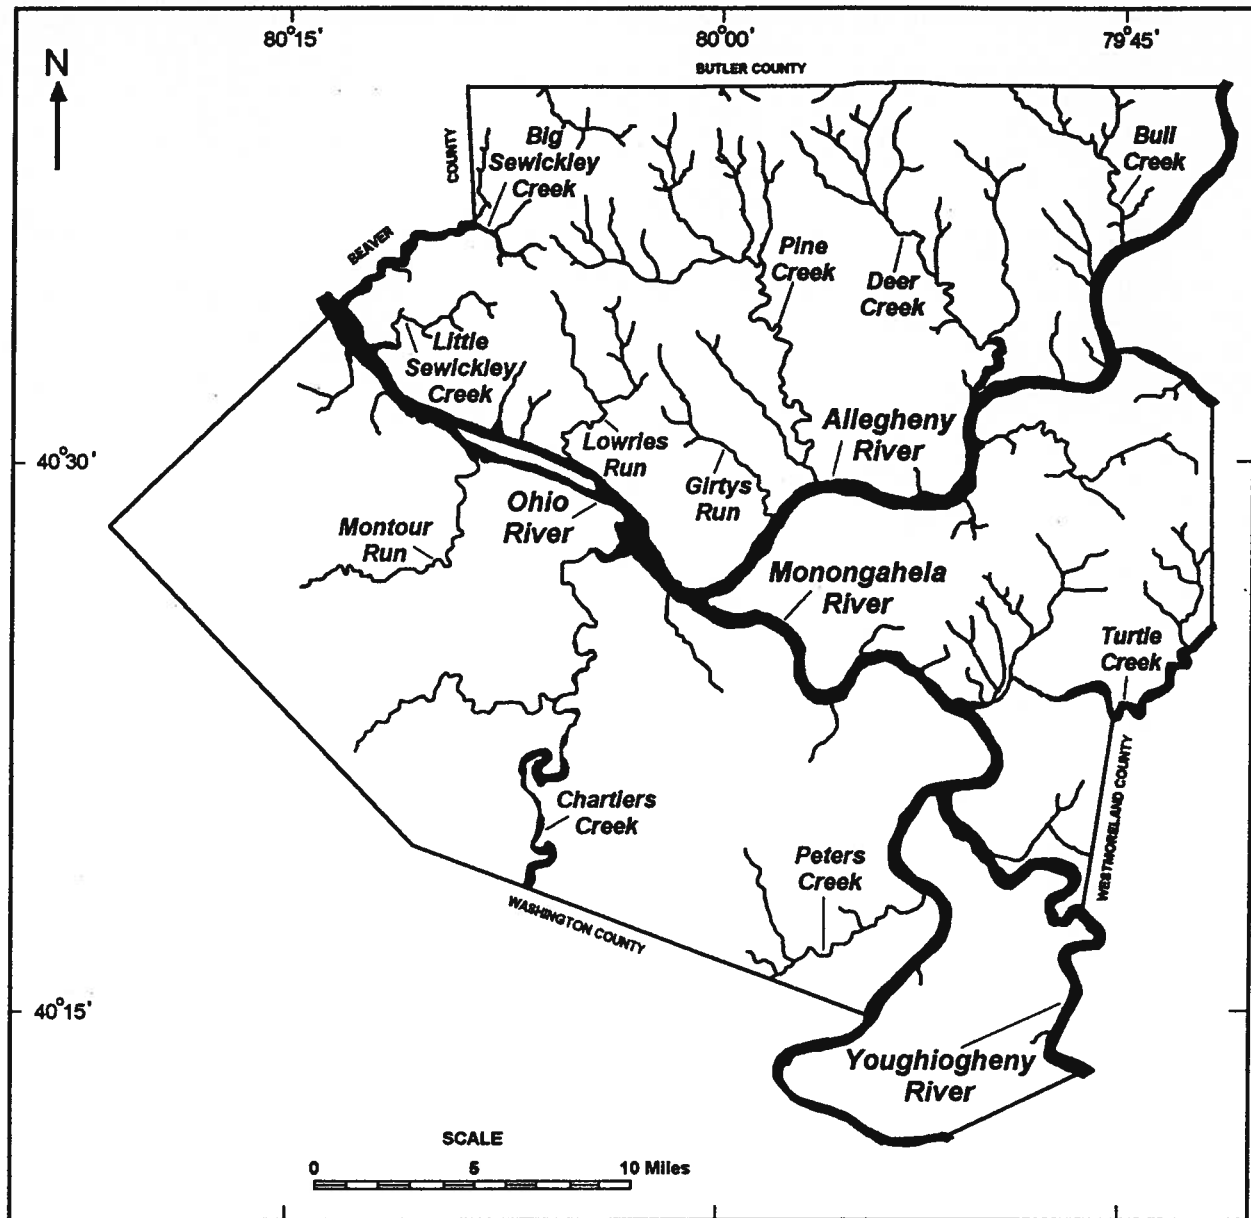 80°15'
80°00'
79°45'
N
BUTLER COUNTY
COUNTY
BEAVER
Big
Sewickley
Creek
Bull
Creek
Pine
Creek
Deer
Creek
Little
Sewickley
Creek
Allegheny
River
Lowries
Run
Girtys
Run
40°30'
Ohio
River
Montour
Run
Monongahela
River
Turtle
Creek
WESTMORELAND COUNTY
Chartiers
Creek
Peters
Creek
WASHINGTON COUNTY
40°15'
Youghiogheny
River
SCALE
0 5 10 Miles